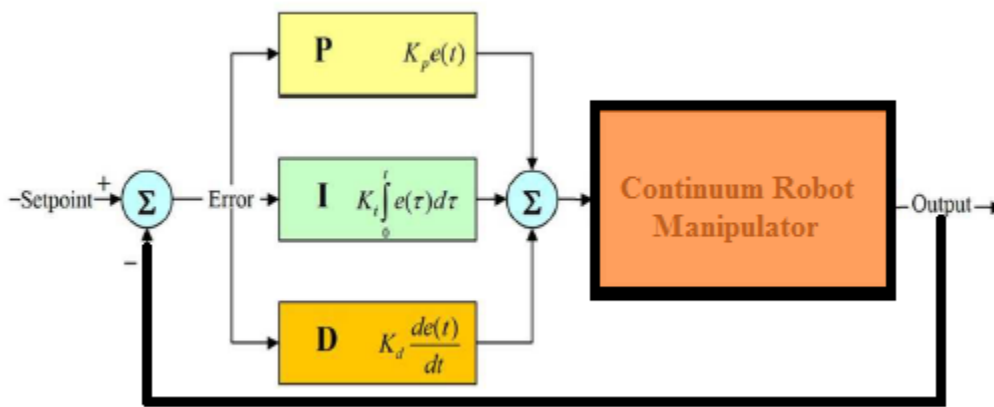 P K_p e(t)
–Setpoint + Σ Error
I K_i ∫_0^t e(τ)dτ
Σ
Continuum Robot
Manipulator
Output
–
D K_d de(t)/dt